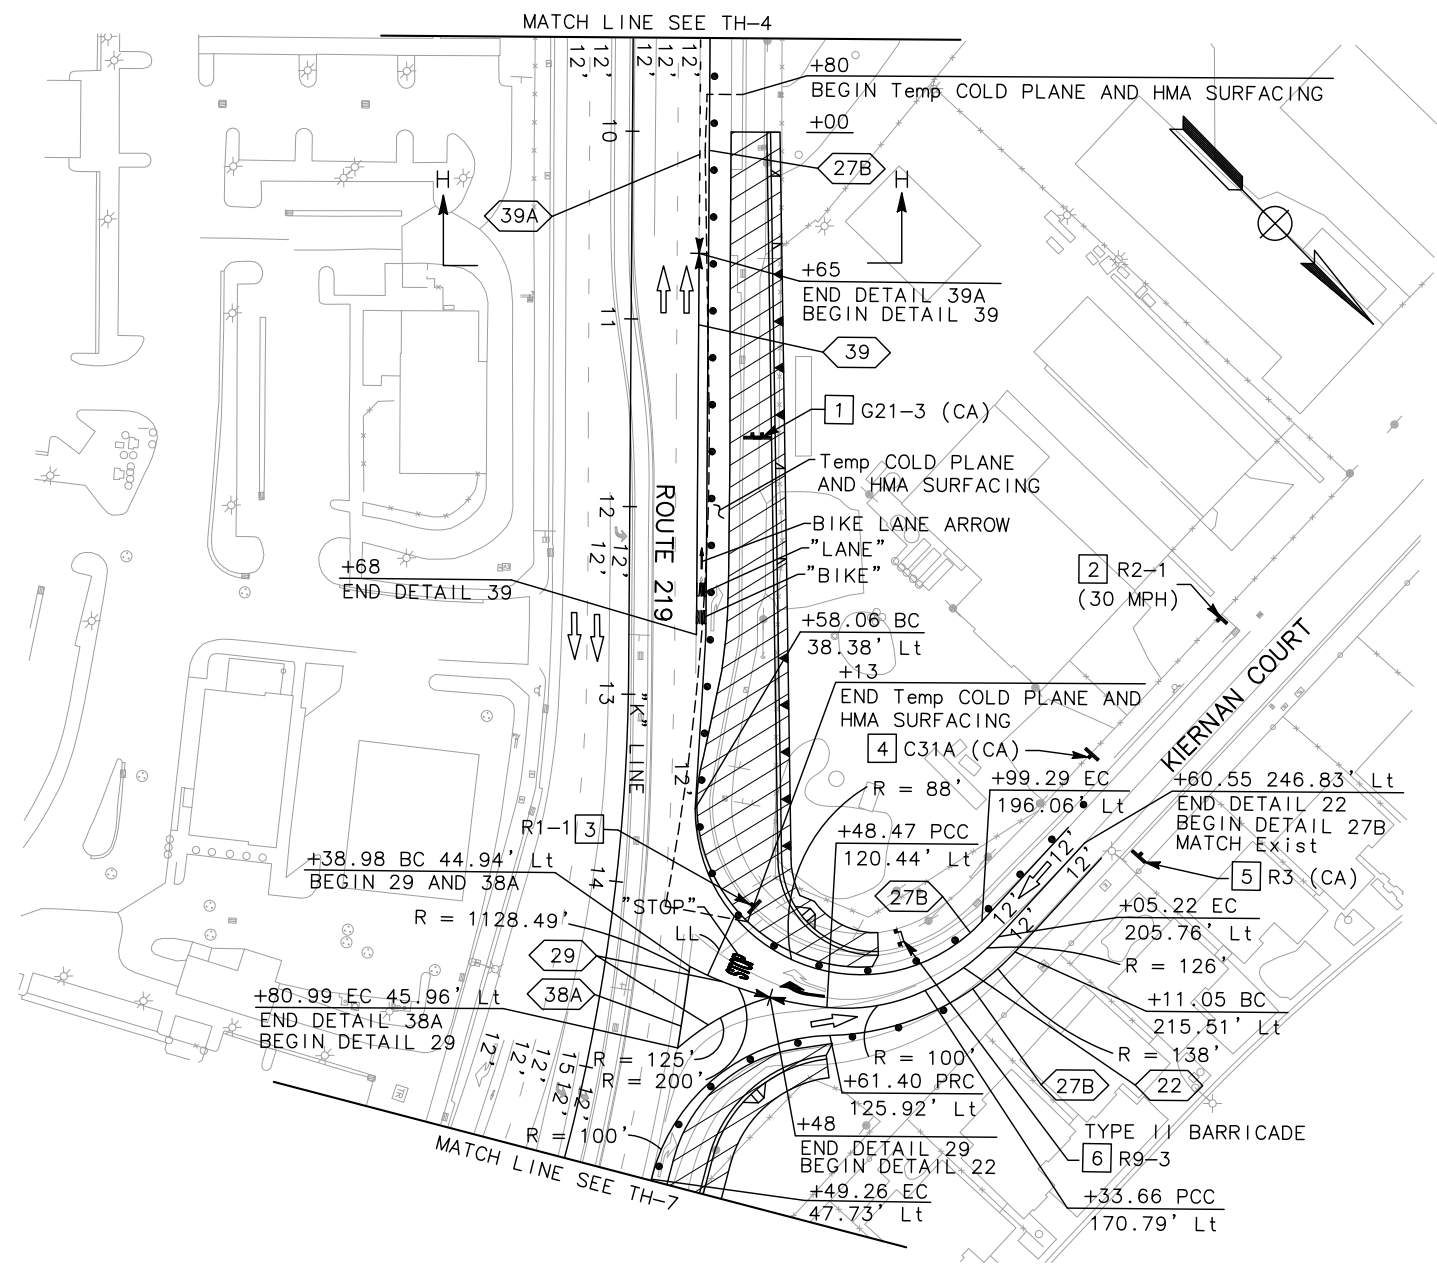 MATCH LINE SEE TH-4
12'
12'
12'
12'
12'
+80
BEGIN Temp COLD PLANE AND HMA SURFACING
+00
10
27B
H
H
39A
+65
END DETAIL 39A
BEGIN DETAIL 39
11
39
1 G21-3 (CA)
Temp COLD PLANE
AND HMA SURFACING
ROUTE 219
12
12'
12'
BIKE LANE ARROW
"LANE"
"BIKE"
+68
END DETAIL 39
2 R2-1
(30 MPH)
+58.06 BC
38.38' Lt
KIERNAN COURT
+13
END Temp COLD PLANE AND
HMA SURFACING
13
"K" LINE
4 C31A (CA)
12'
R = 88'
+99.29 EC
196.06' Lt
+60.55 246.83' Lt
END DETAIL 22
BEGIN DETAIL 27B
MATCH Exist
R1-1 3
+48.47 PCC
120.44' Lt
12'
12'
+38.98 BC 44.94' Lt
BEGIN 29 AND 38A
14
5 R3 (CA)
27B
12'
12'
"STOP"
LL
R = 1128.49'
+05.22 EC
205.76' Lt
29
R = 126'
STOP
38A
+80.99 EC 45.96' Lt
END DETAIL 38A
BEGIN DETAIL 29
+11.05 BC
215.51' Lt
12'
12'
12'
15
12'
12'
R = 125'
R = 200'
R = 100'
R = 138'
+61.40 PRC
125.92' Lt
27B
22
R = 100'
+48
END DETAIL 29
BEGIN DETAIL 22
TYPE II BARRICADE
6 R9-3
MATCH LINE SEE TH-7
+49.26 EC
47.73' Lt
+33.66 PCC
170.79' Lt